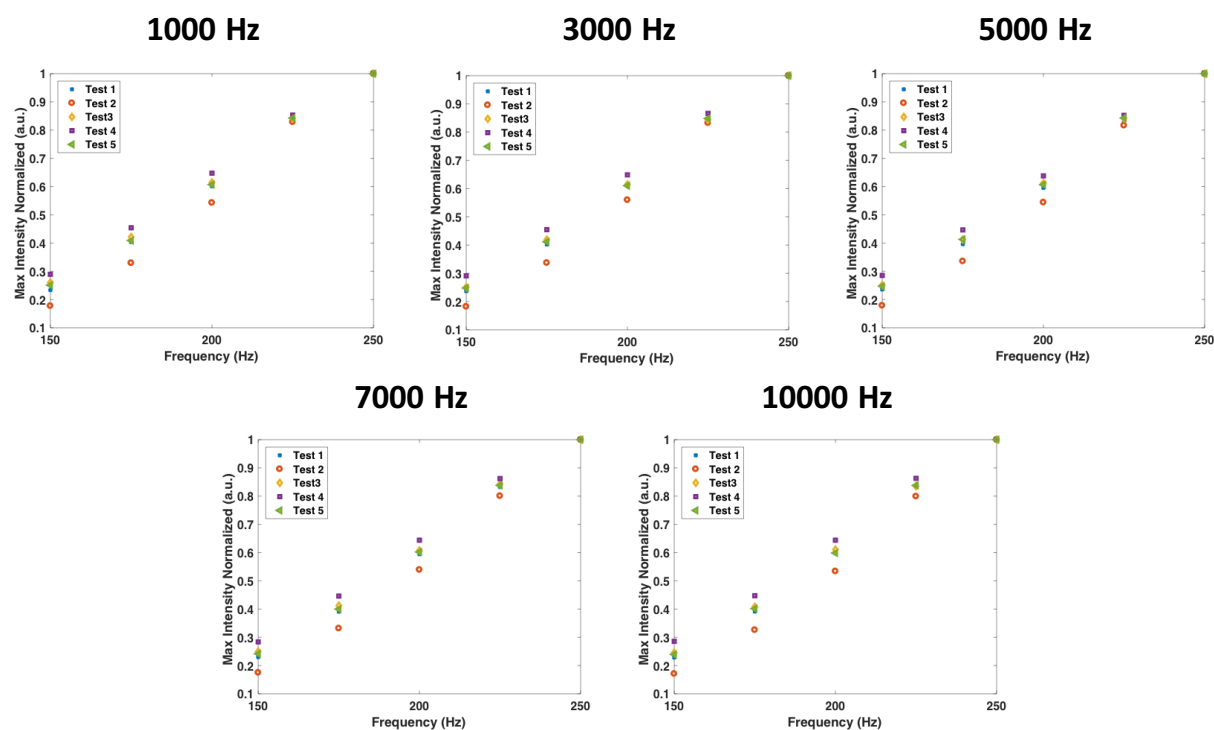 1000 Hz
3000 Hz
5000 Hz
Max Intensity Normalized (a.u.)
1
0.9
0.8
0.7
0.6
0.5
0.4
0.3
0.2
0.1
Test 1
Test 2
Test3
Test 4
Test 5
150
200
250
Frequency (Hz)
Max Intensity Normalized (a.u.)
1
0.9
0.8
0.7
0.6
0.5
0.4
0.3
0.2
0.1
Test 1
Test 2
Test3
Test 4
Test 5
150
200
250
Frequency (Hz)
Max Intensity Normalized (a.u.)
1
0.9
0.8
0.7
0.6
0.5
0.4
0.3
0.2
0.1
Test 1
Test 2
Test3
Test 4
Test 5
150
200
250
Frequency (Hz)
7000 Hz
10000 Hz
Max Intensity Normalized (a.u.)
1
0.9
0.8
0.7
0.6
0.5
0.4
0.3
0.2
0.1
Test 1
Test 2
Test3
Test 4
Test 5
150
200
250
Frequency (Hz)
Max Intensity Normalized (a.u.)
1
0.9
0.8
0.7
0.6
0.5
0.4
0.3
0.2
0.1
Test 1
Test 2
Test3
Test 4
Test 5
150
200
250
Frequency (Hz)